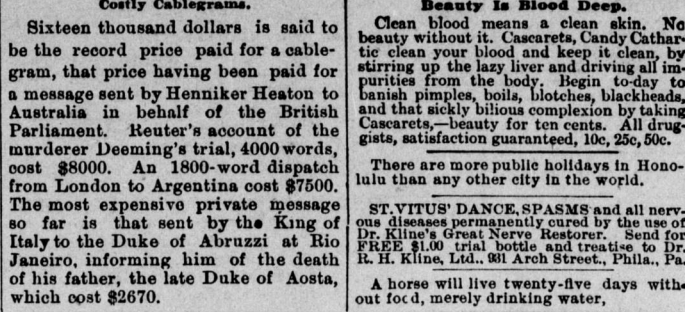 Costly Cablegrams.
Sixteen thousand dollars is said to
be the record price paid for a cable-
gram, that price having been paid for
a message sent by Henniker Heaton to
Australia in behalf of the British
Parliament. Reuter's account of the
murderer Deeming's trial, 4000 words,
cost $8000. An 1800-word dispatch
from London to Argentina cost $7500.
The most expensive private message
so far is that sent by the King of
Italy to the Duke of Abruzzi at Rio
Janeiro, informing him of the death
of his father, the late Duke of Aosta,
which cost $2670.
Beauty Is Blood Deep.
Clean blood means a clean skin. No
beauty without it. Cascarets, Candy Cathar-
tic clean your blood and keep it clean, by
stirring up the lazy liver and driving all im-
purities from the body. Begin to-day to
banish pimples, boils, blotches, blackheads,
and that sickly bilious complexion by taking
Cascarets,—beauty for ten cents. All drug-
gists, satisfaction guaranteed, 10c, 25c, 50c.
There are more public holidays in Hono-
lulu than any other city in the world.
ST. VITUS' DANCE, SPASMS and all nerv-
ous diseases permanently cured by the use of
Dr. Kline's Great Nerve Restorer. Send for
FREE $1.00 trial bottle and treatise to Dr.
R. H. Kline, Ltd., 931 Arch Street., Phila., Pa.
A horse will live twenty-five days with-
out food, merely drinking water,